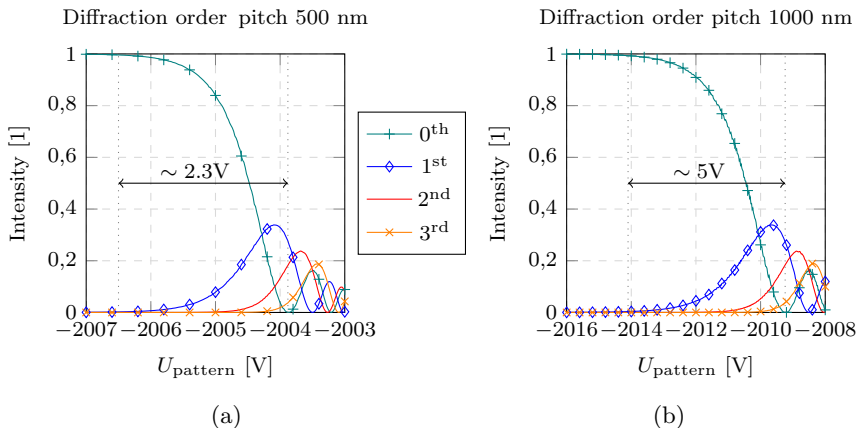 Diffraction order pitch 500 nm
Diffraction order pitch 1000 nm
1
0,8
0,6
0,4
0,2
0
Intensity [1]
∼ 2.3V
−2007 −2006 −2005 −2004 −2003
U_pattern [V]
(a)
0th
1st
2nd
3rd
1
0,8
0,6
0,4
0,2
0
Intensity [1]
∼ 5V
−2016 −2014 −2012 −2010 −2008
U_pattern [V]
(b)